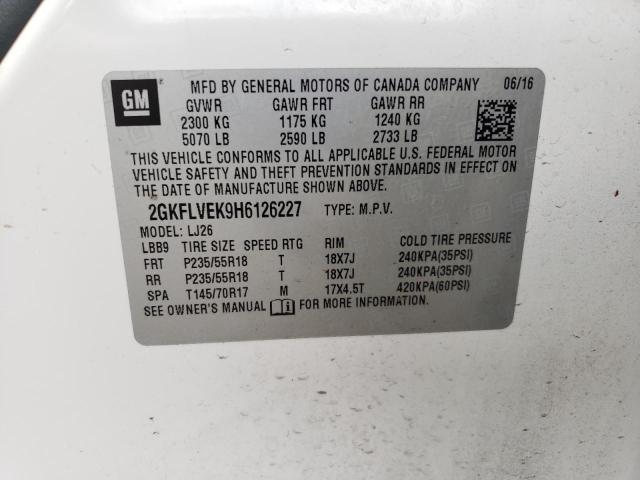 GM
MFD BY GENERAL MOTORS OF CANADA COMPANY 06/16
GVWR GAWR FRT GAWR RR
2300 KG 1175 KG 1240 KG
5070 LB 2590 LB 2733 LB
THIS VEHICLE CONFORMS TO ALL APPLICABLE U.S. FEDERAL MOTOR
VEHICLE SAFETY AND THEFT PREVENTION STANDARDS IN EFFECT ON
THE DATE OF MANUFACTURE SHOWN ABOVE.
2GKFLVEK9H6126227 TYPE: M.P.V.
MODEL: LJ26
LBB9 TIRE SIZE SPEED RTG RIM COLD TIRE PRESSURE
FRT P235/55R18 T 18X7J 240KPA(35PSI)
RR P235/55R18 T 18X7J 240KPA(35PSI)
SPA T145/70R17 M 17X4.5T 420KPA(60PSI)
SEE OWNER'S MANUAL FOR MORE INFORMATION.